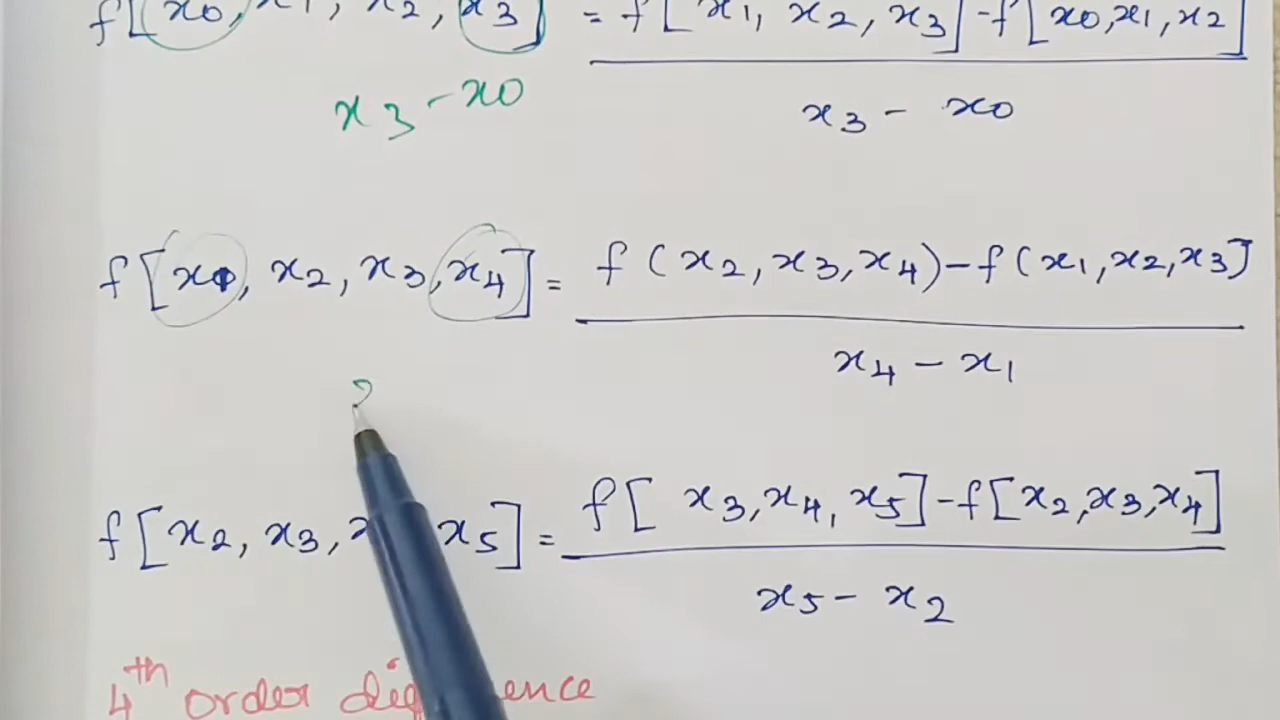 f[x0, x1, x2, x3] = f[x1, x2, x3] - f[x0, x1, x2]
x3 - x0
x3 - x0
f[x1, x2, x3, x4] = f(x2, x3, x4) - f(x1, x2, x3]
x4 - x1
f[x2, x3, x5] = f[x3, x4, x5] - f[x2, x3, x4]
x5 - x2
4th order